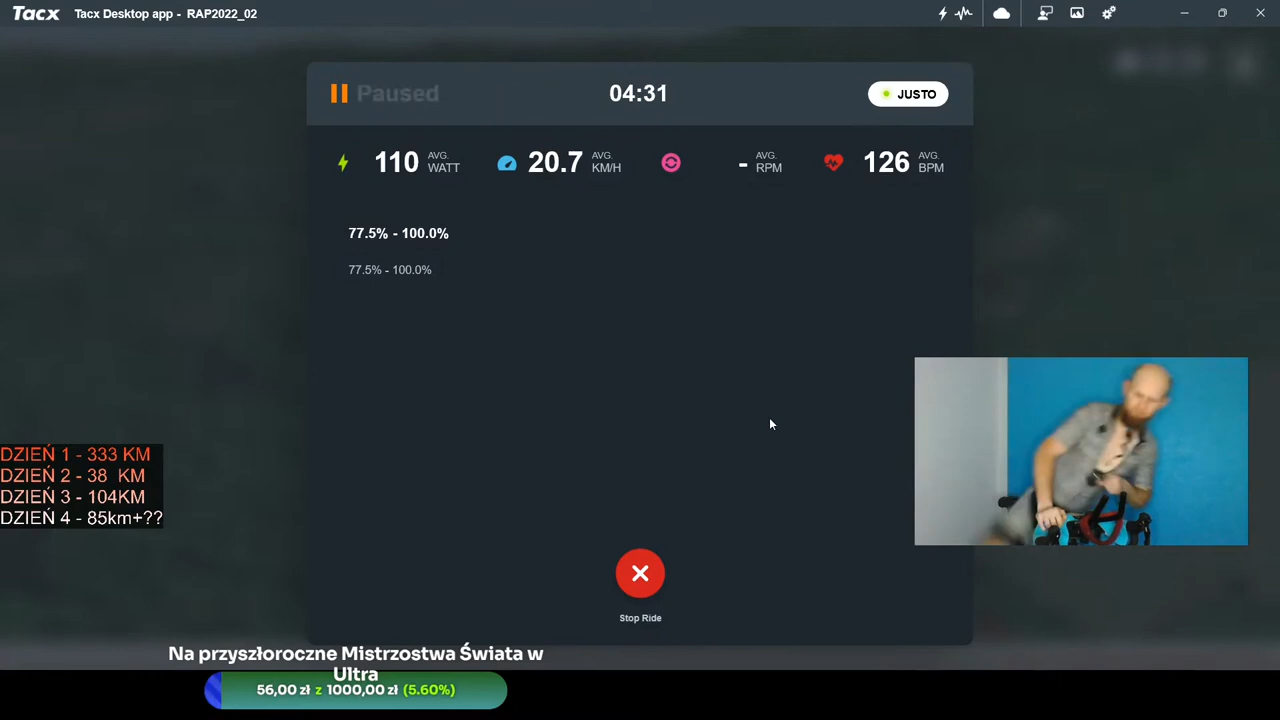 Tacx Tacx Desktop app - RAP2022_02
Paused 04:31 JUSTO
110 AVG. WATT 20.7 AVG. KM/H - AVG. RPM 126 AVG. BPM
77.5% - 100.0%
77.5% - 100.0%
DZIEŃ 1 - 333 KM
DZIEŃ 2 - 38 KM
DZIEŃ 3 - 104KM
DZIEŃ 4 - 85km+??
Stop Ride
Na przyszłoroczne Mistrzostwa Świata w
Ultra
56,00 zł z 1000,00 zł (5.60%)